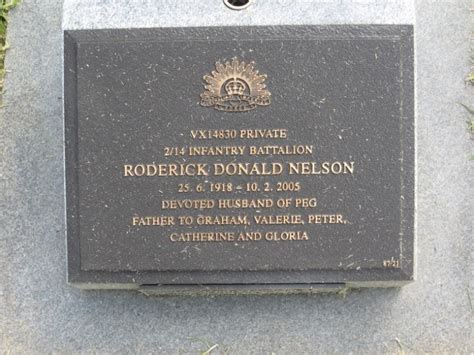 VX14830 PRIVATE
2/14 INFANTRY BATTALION
RODERICK DONALD NELSON
25. 6. 1918 – 10. 2. 2005
DEVOTED HUSBAND OF PEG
FATHER TO GRAHAM, VALERIE, PETER,
CATHERINE AND GLORIA